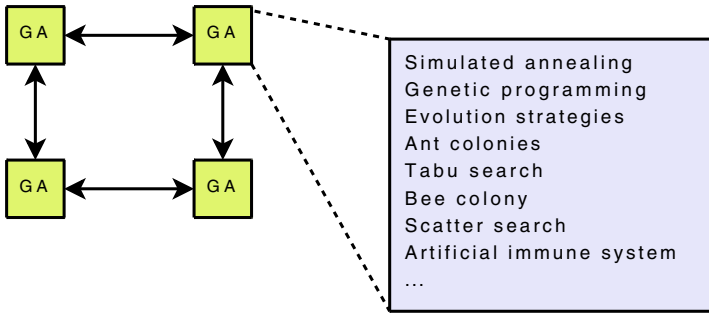 GA GA
Simulated annealing
Genetic programming
Evolution strategies
Ant colonies
Tabu search
Bee colony
Scatter search
Artificial immune system
...
GA GA